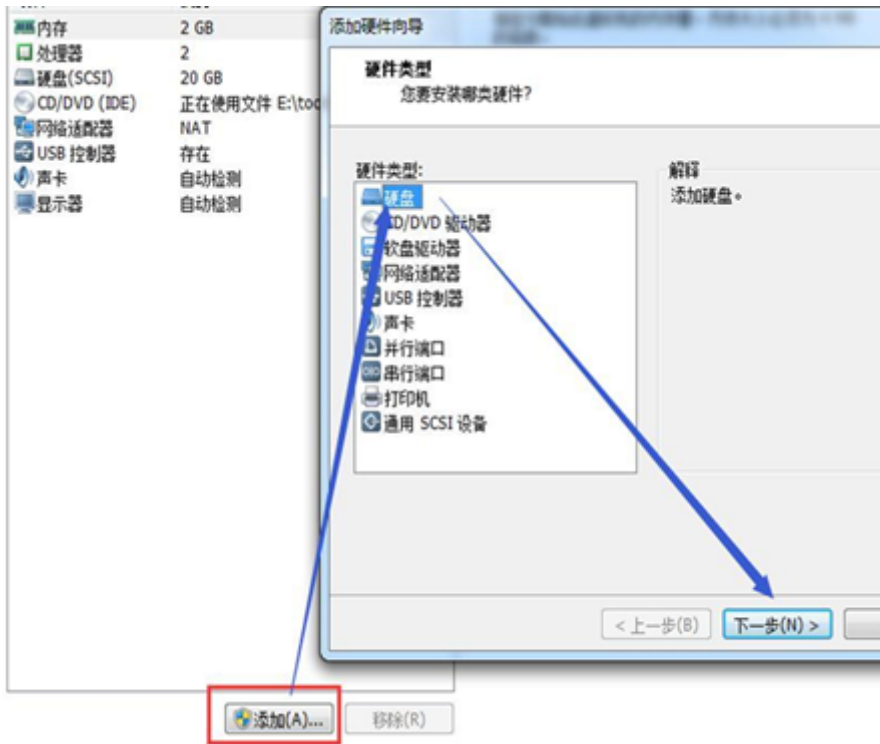 内存 2 GB
处理器 2
硬盘(SCSI) 20 GB
CD/DVD (IDE) 正在使用文件 E:\too
网络适配器 NAT
USB 控制器 存在
声卡 自动检测
显示器 自动检测
添加(A)...
移除(R)
添加硬件向导
硬件类型
您要安装哪类硬件?
硬件类型:
硬盘
CD/DVD 驱动器
软盘驱动器
网络适配器
USB 控制器
声卡
并行端口
串行端口
打印机
通用 SCSI 设备
解释
添加硬盘。
< 上一步(B)
下一步(N) >